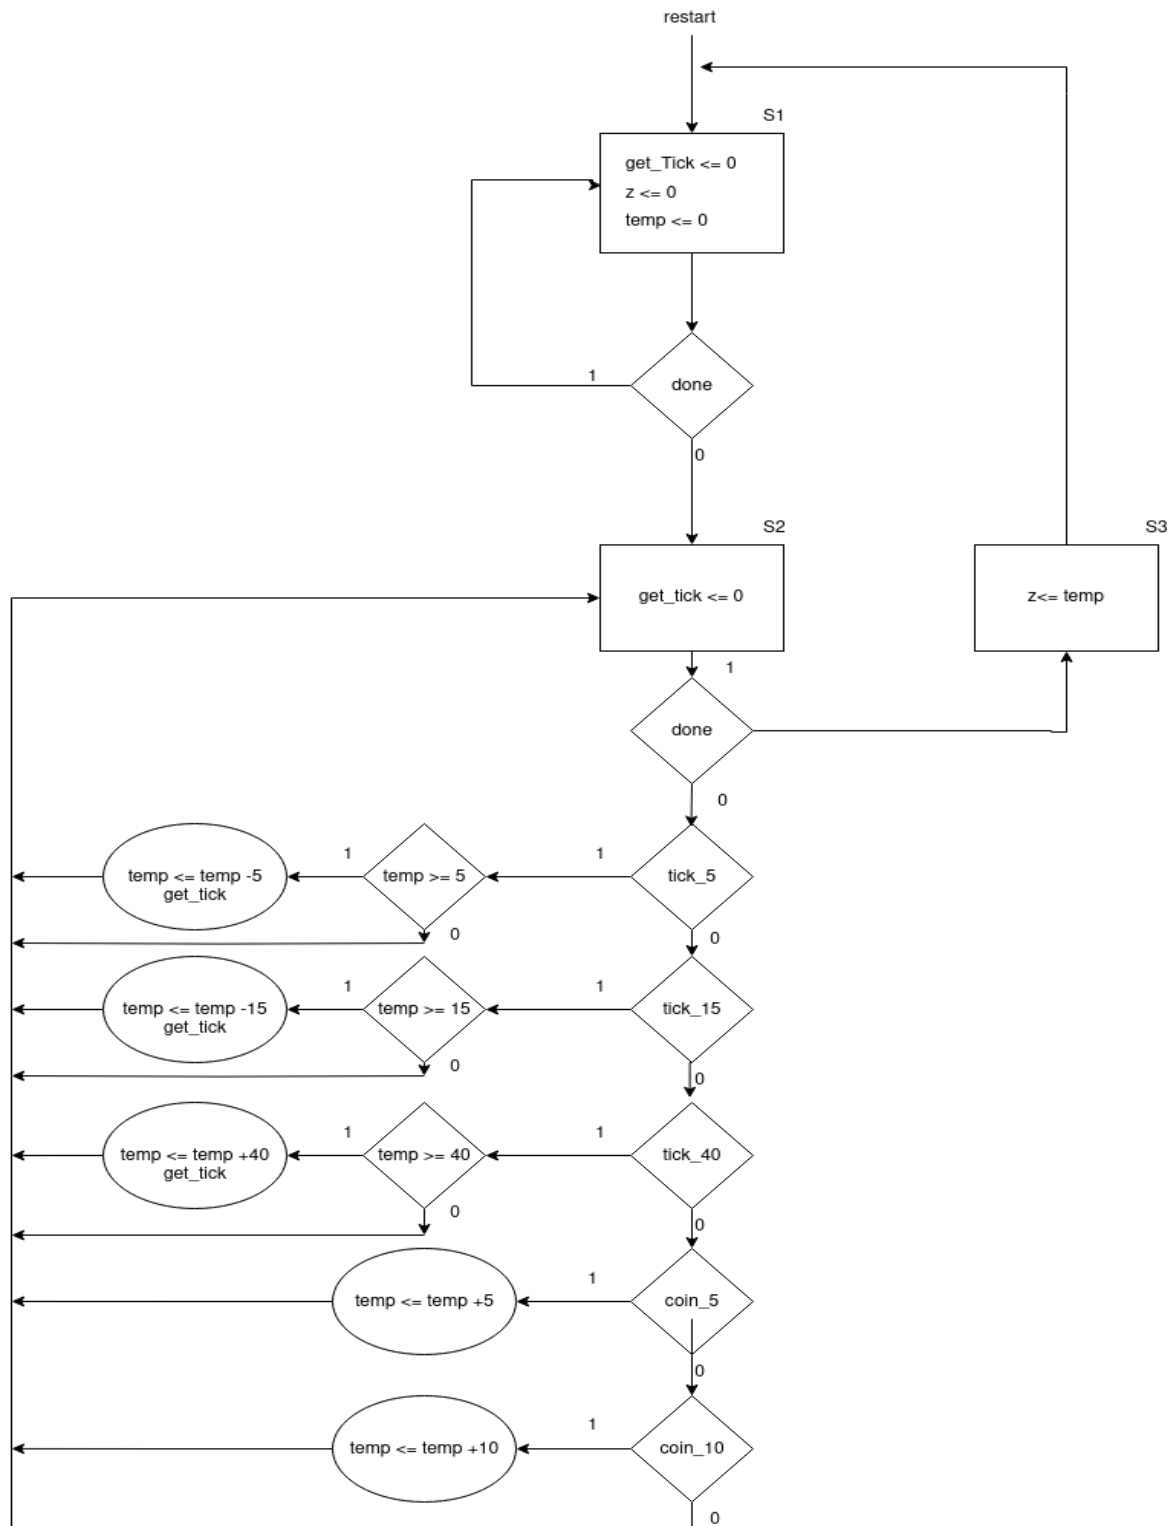 restart
S1
get_Tick <= 0
z <= 0
temp <= 0
1
done
0
S2
S3
get_tick <= 0
z<= temp
1
done
0
temp <= temp -5
get_tick
1
temp >= 5
1
tick_5
0
0
temp <= temp -15
get_tick
1
temp >= 15
1
tick_15
0
0
temp <= temp +40
get_tick
1
temp >= 40
1
tick_40
0
0
temp <= temp +5
1
coin_5
0
temp <= temp +10
1
coin_10
0